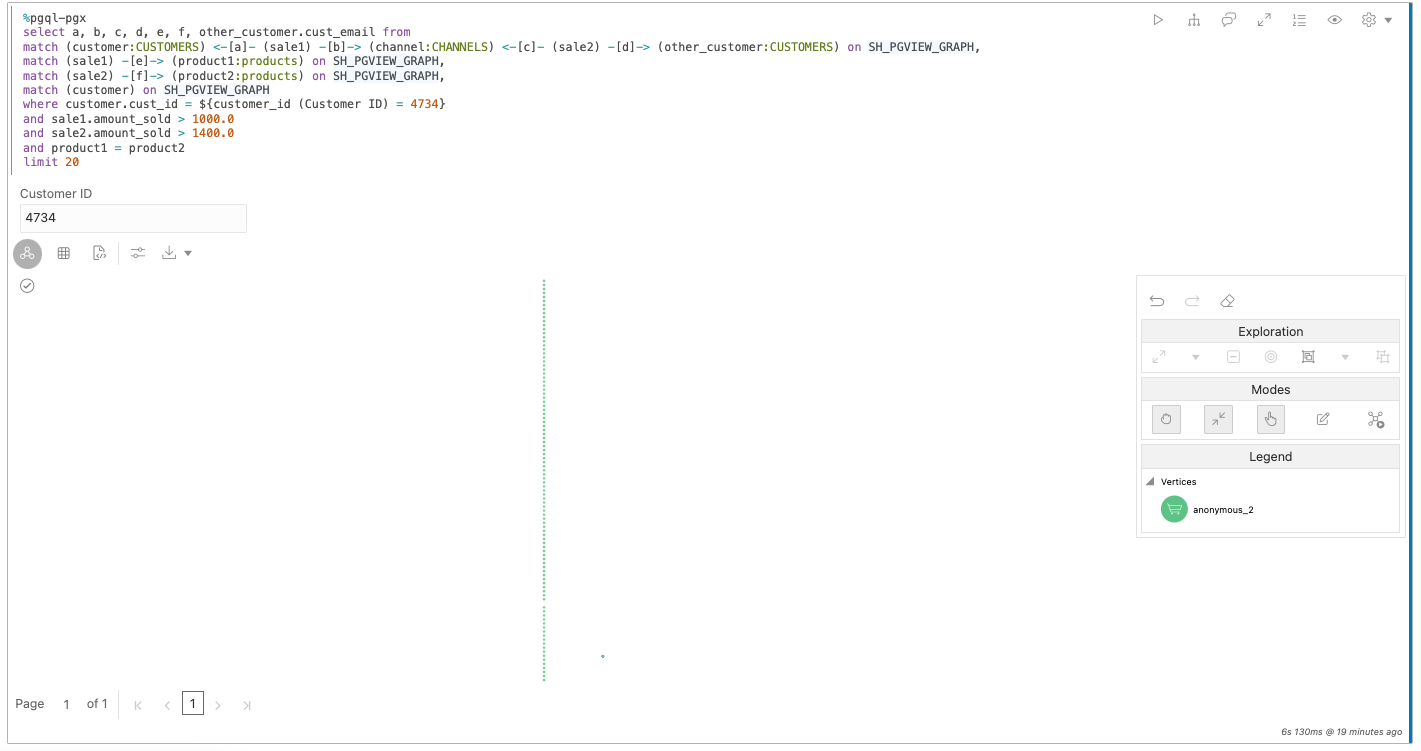 %pgql-pgx
select a, b, c, d, e, f, other_customer.cust_email from
match (customer:CUSTOMERS) <-[a]- (sale1) -[b]-> (channel:CHANNELS) <-[c]- (sale2) -[d]-> (other_customer:CUSTOMERS) on SH_PGVIEW_GRAPH,
match (sale1) -[e]-> (product1:products) on SH_PGVIEW_GRAPH,
match (sale2) -[f]-> (product2:products) on SH_PGVIEW_GRAPH,
match (customer) on SH_PGVIEW_GRAPH
where customer.cust_id = ${customer_id (Customer ID) = 4734}
and sale1.amount_sold > 1000.0
and sale2.amount_sold > 1400.0
and product1 = product2
limit 20
Customer ID
4734
Exploration
Modes
Legend
Vertices
anonymous_2
Page 1 of 1 1
6s 130ms @ 19 minutes ago